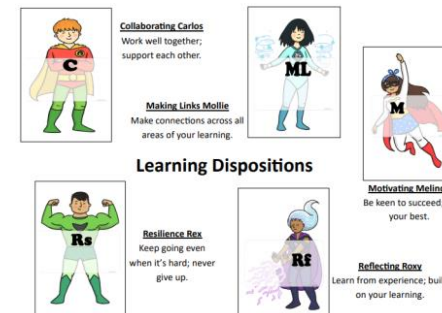 Collaborating Carlos
Work well together;
support each other.
C
ML
Making Links Mollie
Make connections across all
areas of your learning.
M
Learning Dispositions
Motivating
Be keen to succeed;
your best.
Rs
Resilience Rex
Keep going even
when it's hard; never
give up.
Rf
Reflecting Roxy
Learn from experience;
on your learning.